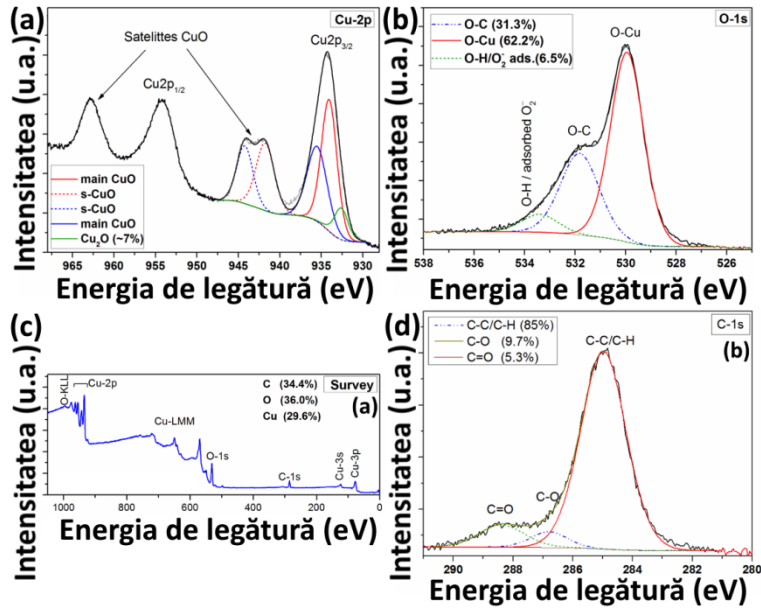 (a)
Cu-2p
Satelittes CuO
Cu2p3/2
Cu2p1/2
main CuO
s-CuO
s-CuO
main CuO
Cu2O (~7%)
965 960 955 950 944 939 934 928
Energia de legătură (eV)
Intensitatea (u.a.)
(b)
O-1s
O-C (31.3%)
O-Cu (62.2%)
O-H/O2- ads.(6.5%)
O-Cu
O-C
O-H / adsorbed O2-
538 536 534 532 530 528 526
Energia de legătură (eV)
Intensitatea (u.a.)
(c)
Survey
(a)
C (34.4%)
O (36.0%)
Cu (29.6%)
O-KLL
Cu-2p
Cu-LMM
O-1s
C-1s
Cu-3s
Cu-3p
1000 800 600 400 200 0
Energia de legătură (eV)
Intensitatea (u.a.)
(d)
C-1s
(b)
C-C/C-H (85%)
C-O (9.7%)
C=O (5.3%)
C-C/C-H
C-O
C=O
290 288 286 284 282 280
Energia de legătură (eV)
Intensitatea (u.a.)